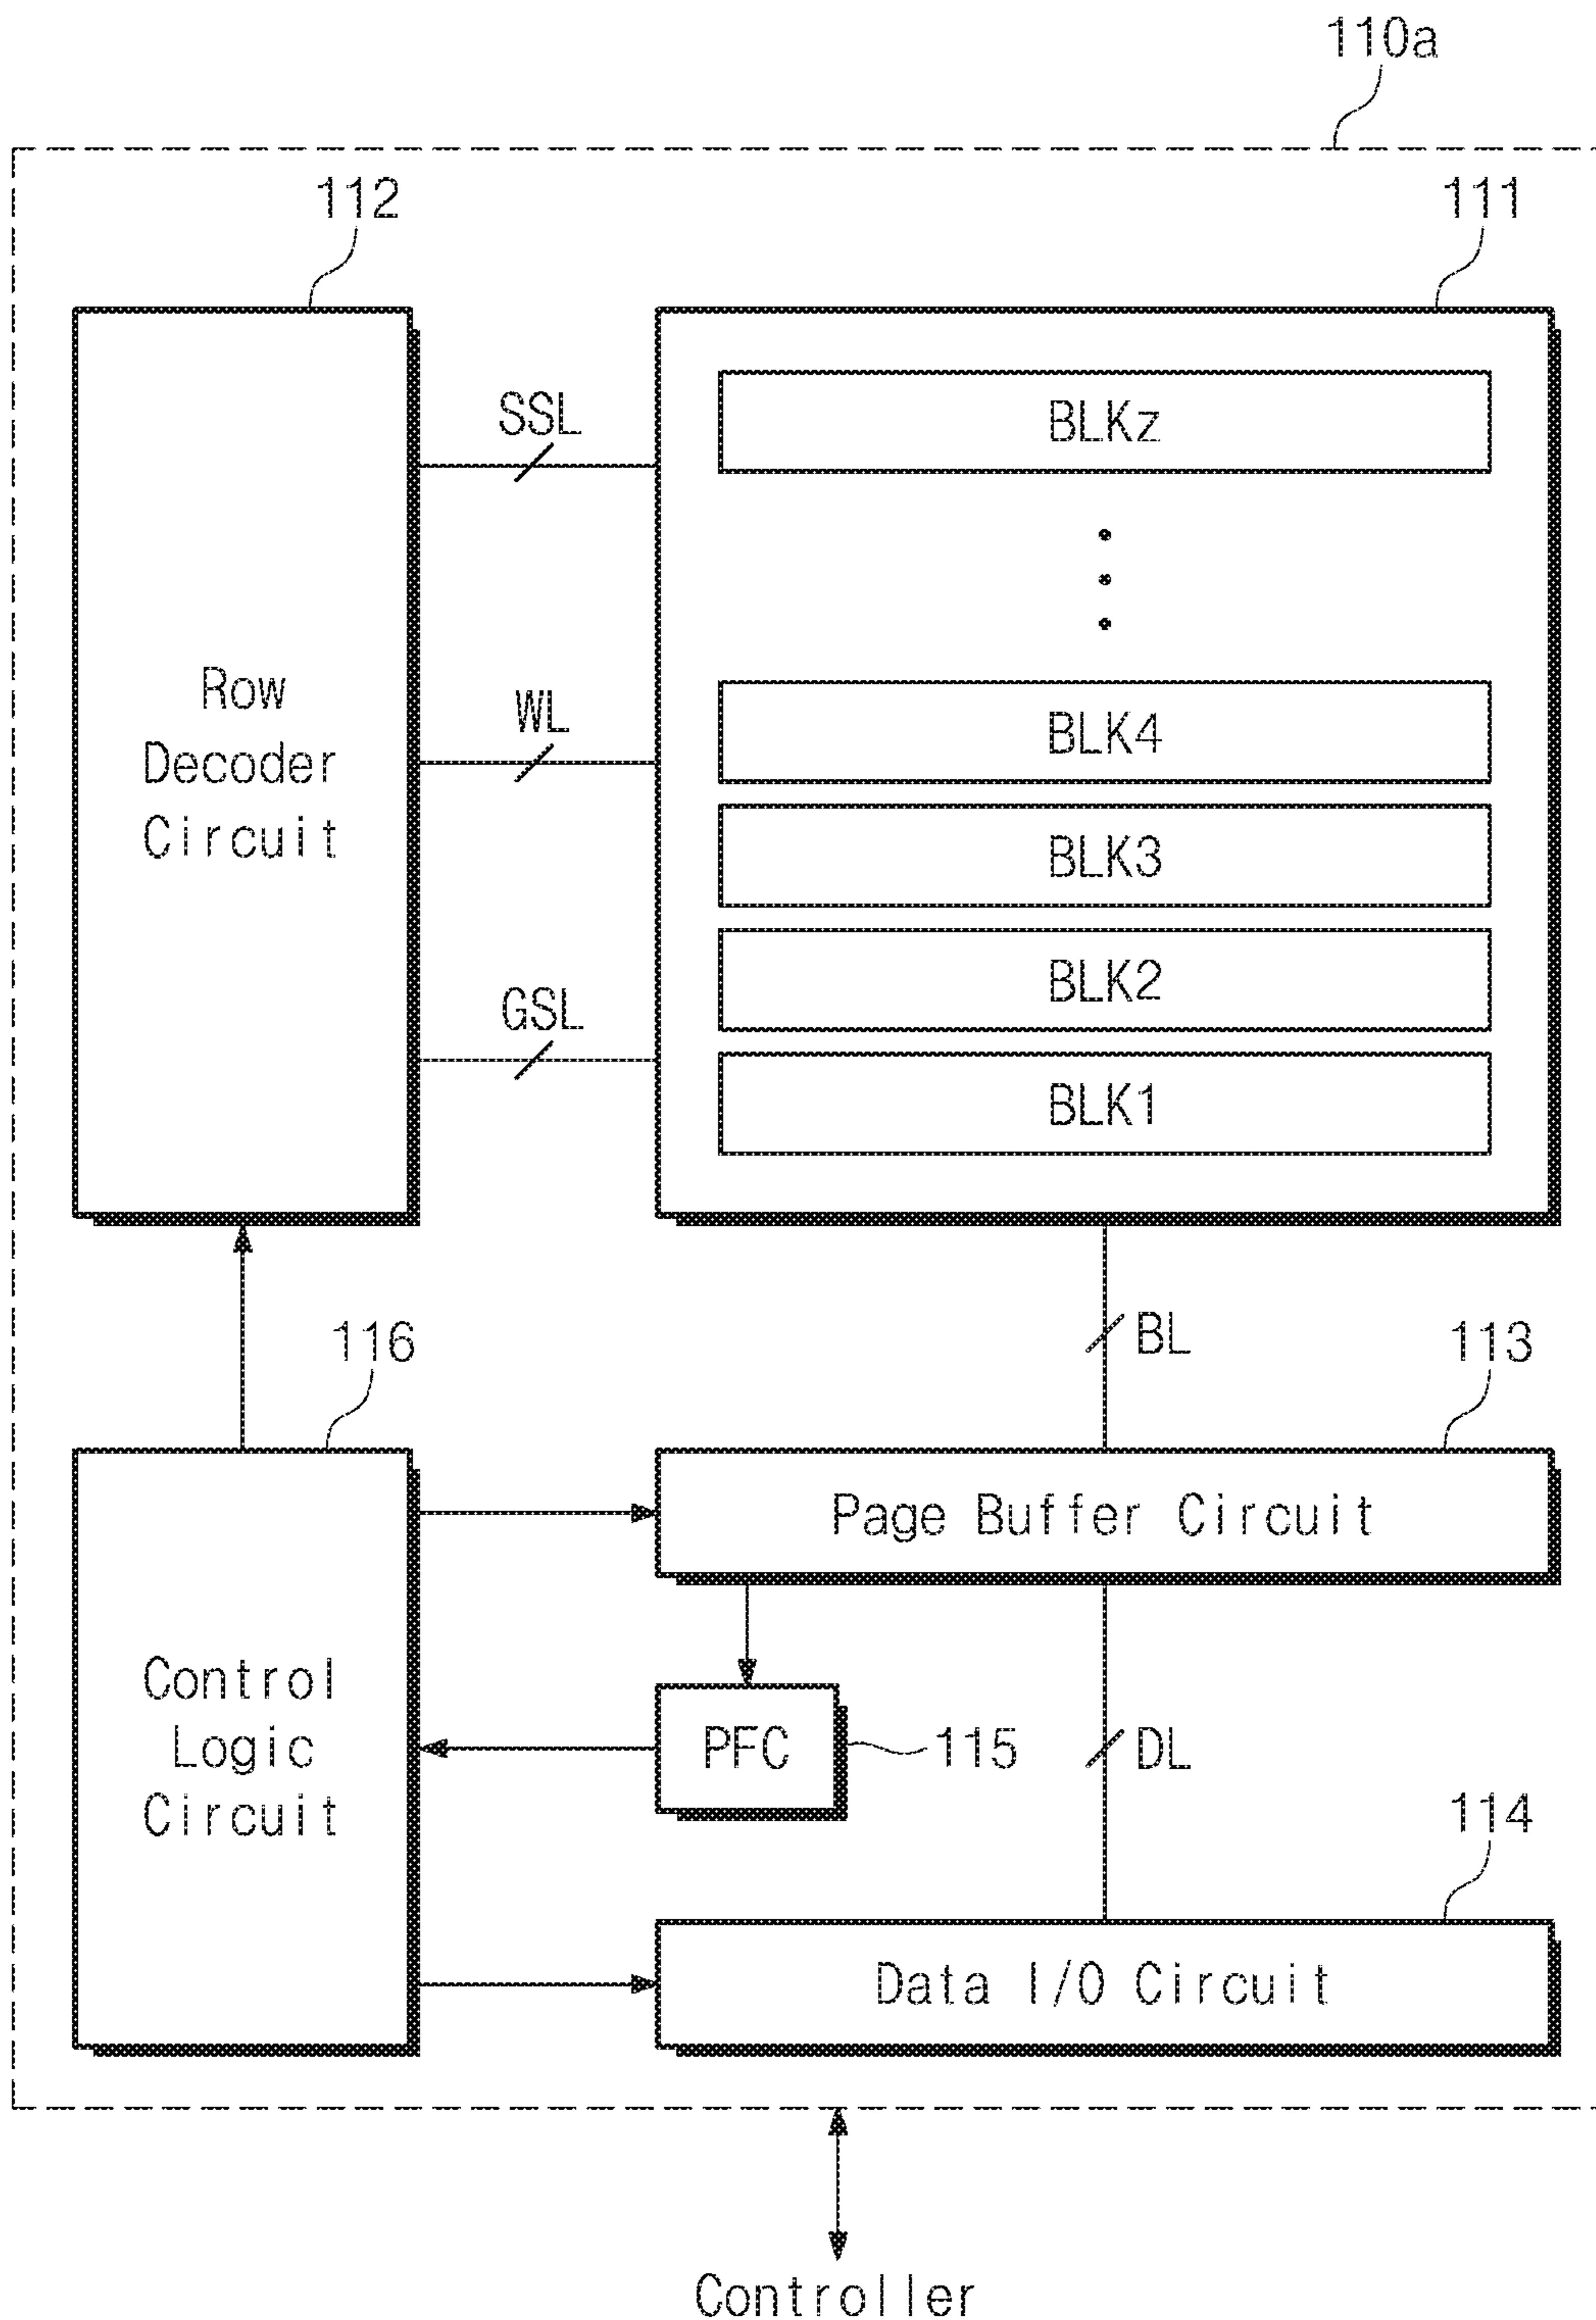 110a
112
111
SSL
BLKz
Row
Decoder
Circuit
WL
BLK4
BLK3
GSL
BLK2
BLK1
BL
116
113
Page Buffer Circuit
Control
Logic
Circuit
PFC
115
DL
114
Data I/O Circuit
Controller